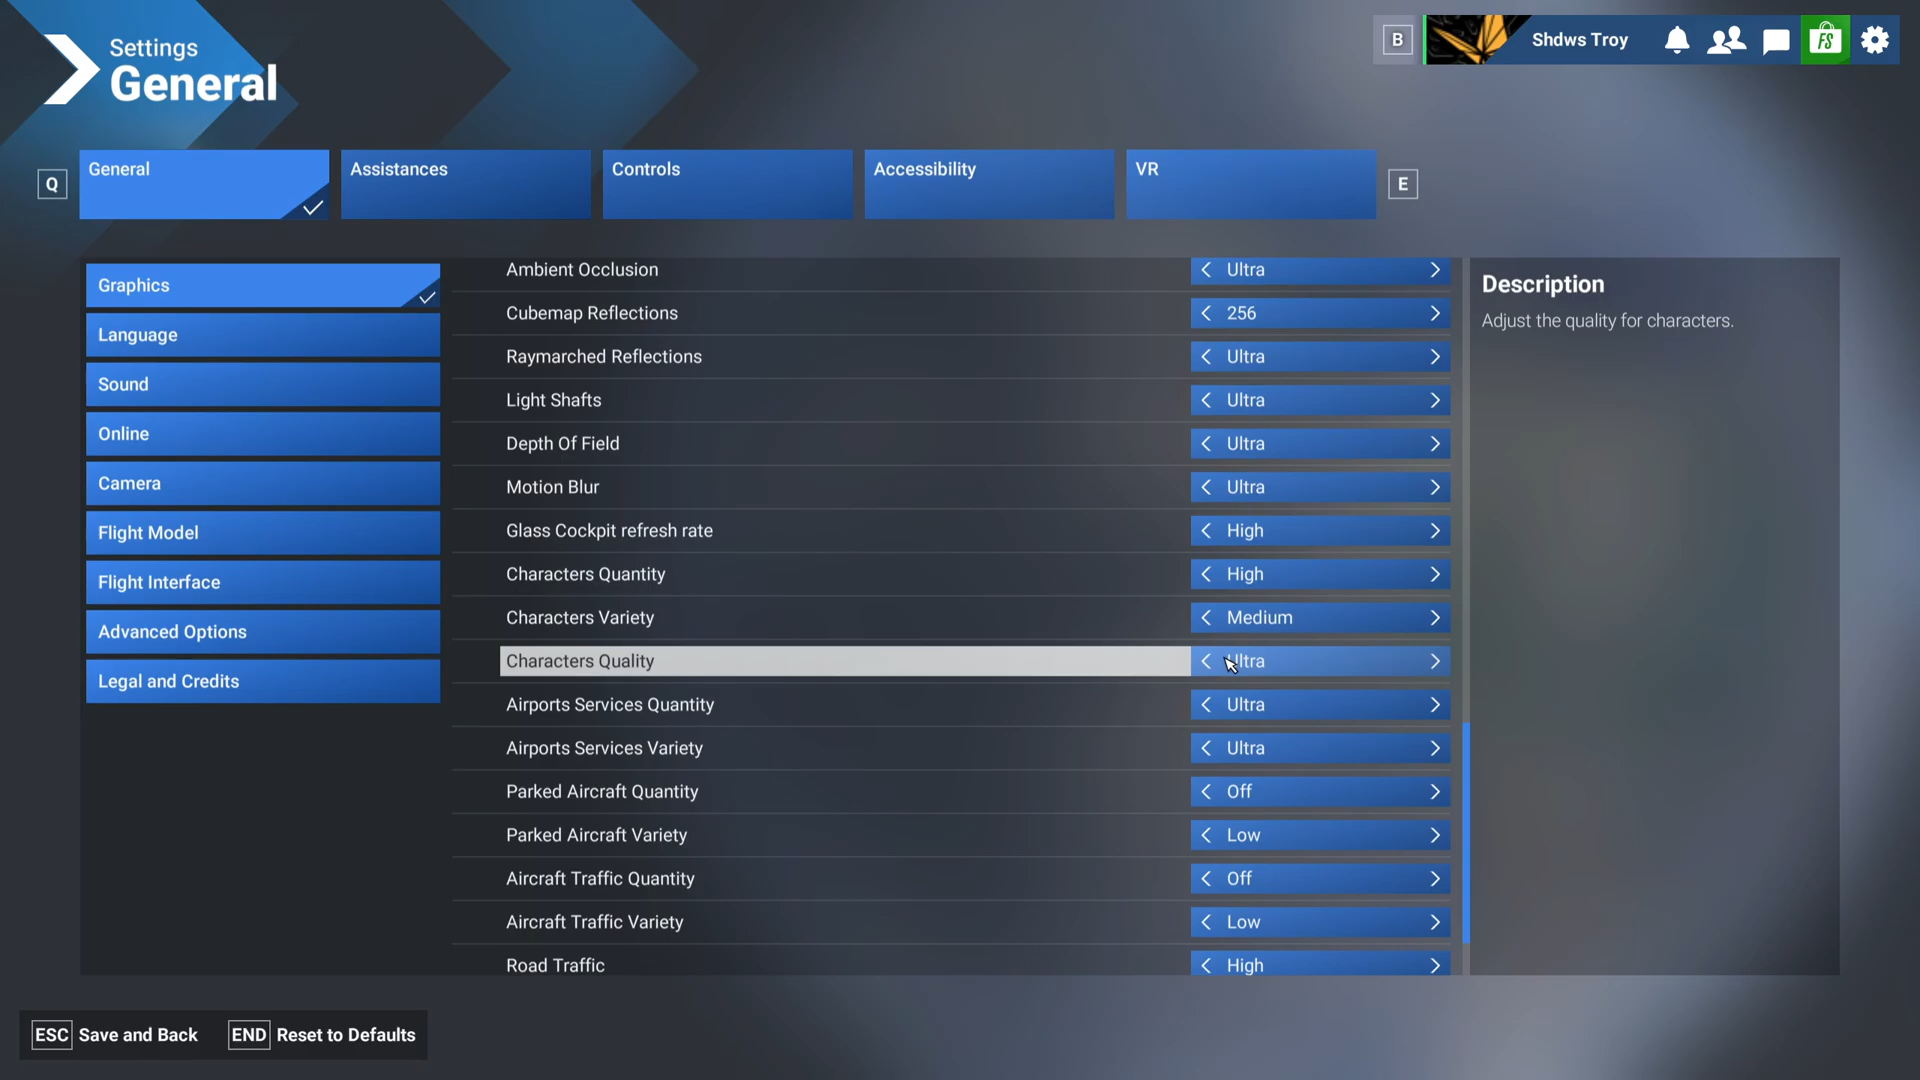 Settings
General
B
Shdws Troy
FS
Q
General
Assistances
Controls
Accessibility
VR
E
Graphics
Language
Sound
Online
Camera
Flight Model
Flight Interface
Advanced Options
Legal and Credits
Ambient Occlusion Ultra
Cubemap Reflections 256
Raymarched Reflections Ultra
Light Shafts Ultra
Depth Of Field Ultra
Motion Blur Ultra
Glass Cockpit refresh rate High
Characters Quantity High
Characters Variety Medium
Characters Quality Ultra
Airports Services Quantity Ultra
Airports Services Variety Ultra
Parked Aircraft Quantity Off
Parked Aircraft Variety Low
Aircraft Traffic Quantity Off
Aircraft Traffic Variety Low
Road Traffic High
Description
Adjust the quality for characters.
ESC Save and Back END Reset to Defaults